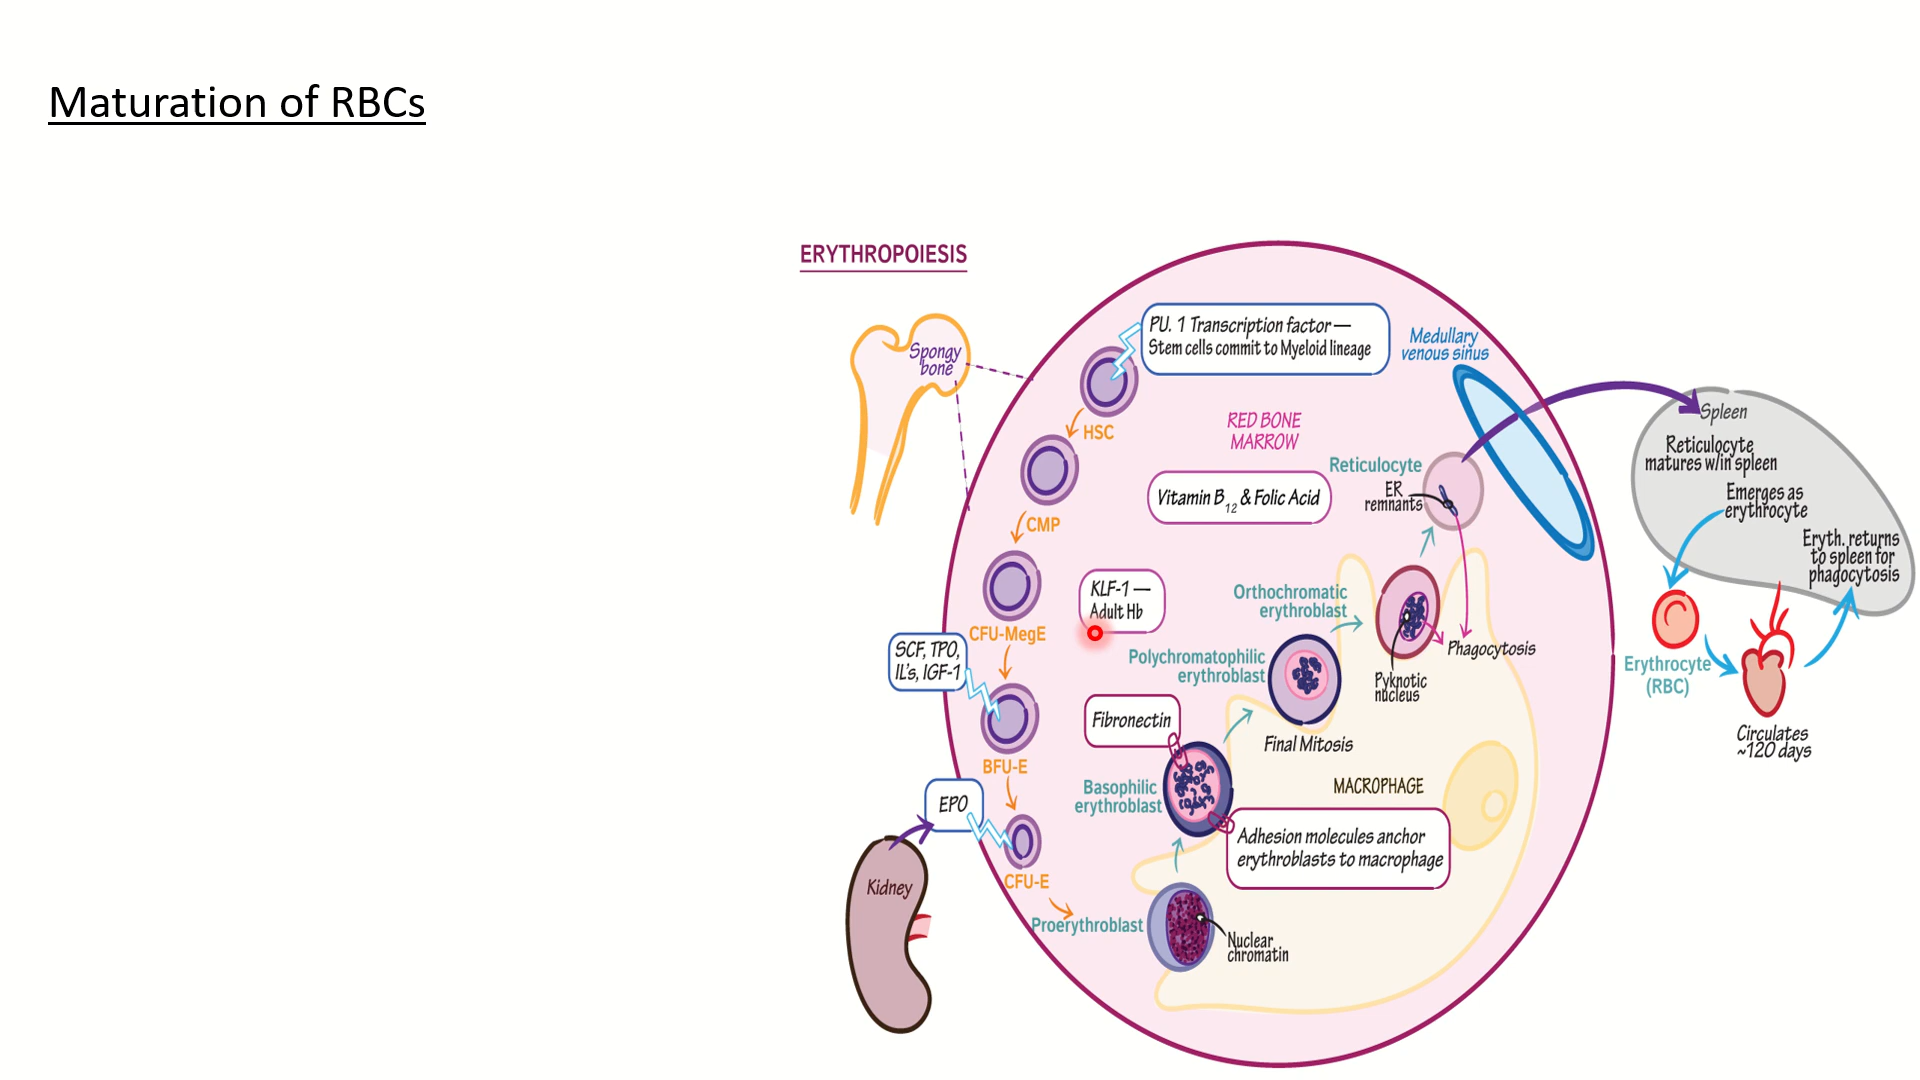 Maturation of RBCs
ERYTHROPOIESIS
Spongy
bone
PU. 1 Transcription factor —
Stem cells commit to Myeloid lineage
HSC
CMP
CFU-MegE
SCF, TPO,
IL's, IGF-1
BFU-E
EPO
Kidney
CFU-E
Proerythroblast
Nuclear
chromatin
RED BONE
MARROW
Vitamin B12 & Folic Acid
KLF-1 —
Adult Hb
Fibronectin
Basophilic
erythroblast
Adhesion molecules anchor
erythroblasts to macrophage
MACROPHAGE
Polychromatophilic
erythroblast
Final Mitosis
Orthochromatic
erythroblast
Pyknotic
nucleus
Phagocytosis
Reticulocyte
ER
remnants
Medullary
venous sinus
Spleen
Reticulocyte
matures w/in spleen
Emerges as
erythrocyte
Eryth. returns
to spleen for
phagocytosis
Erythrocyte
(RBC)
Circulates
~120 days